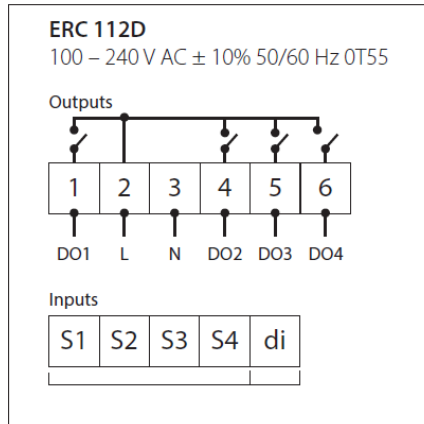 ERC 112D
100 – 240 V AC ± 10% 50/60 Hz 0T55
Outputs
1 2 3 4 5 6
DO1 L N DO2 DO3 DO4
Inputs
S1 S2 S3 S4 di